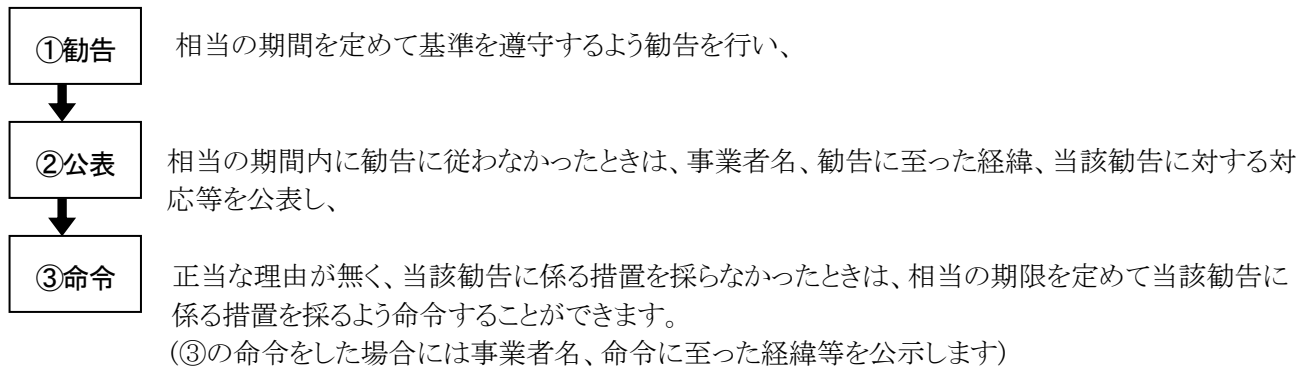 ①勧告
相当の期間を定めて基準を遵守するよう勧告を行い、
②公表
相当の期間内に勧告に従わなかったときは、事業者名、勧告に至った経緯、当該勧告に対する対
応等を公表し、
③命令
正当な理由が無く、当該勧告に係る措置を採らなかったときは、相当の期限を定めて当該勧告に
係る措置を採るよう命令することができます。
(③の命令をした場合には事業者名、命令に至った経緯等を公示します)